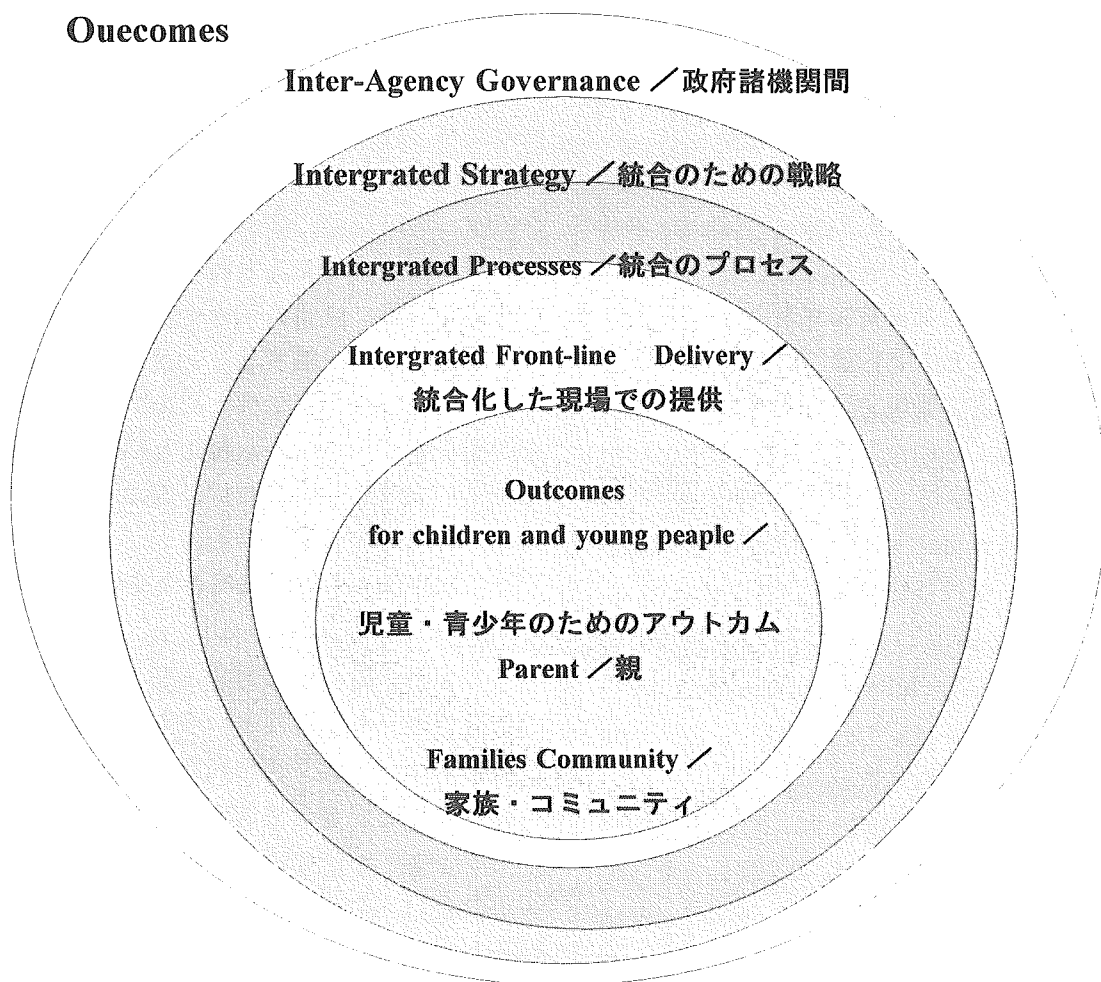 Ouecomes
Inter-Agency Governance ／政府諸機関間
Intergrated Strategy ／統合のための戦略
Intergrated Processes ／統合のプロセス
Intergrated Front-line Delivery ／
統合化した現場での提供
Outcomes
for children and young peaple ／
児童・青少年のためのアウトカム
Parent ／親
Families Community ／
家族・コミュニティ